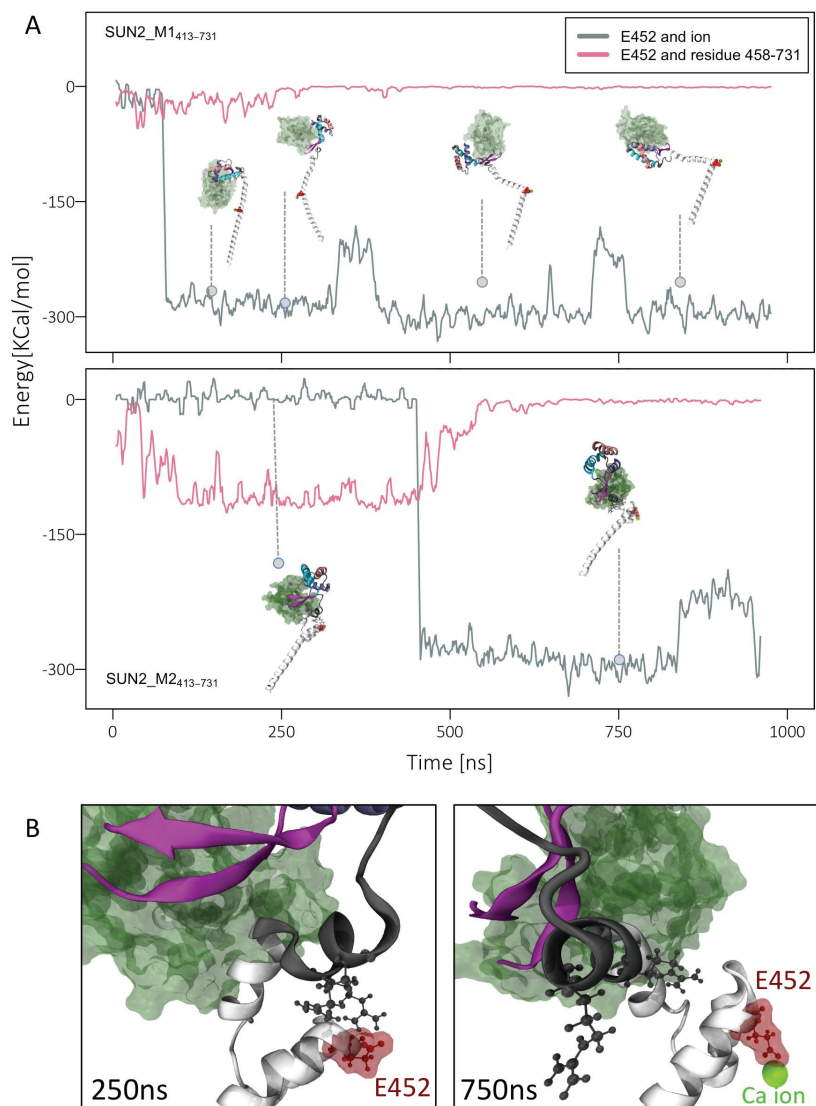 A
SUN2_M1413–731
E452 and ion
E452 and residue 458-731
0
-150
-300
Energy[KCal/mol]
0
-150
-300
SUN2_M2413–731
0
250
500
750
1000
Time [ns]
B
250ns
E452
750ns
E452
Ca ion